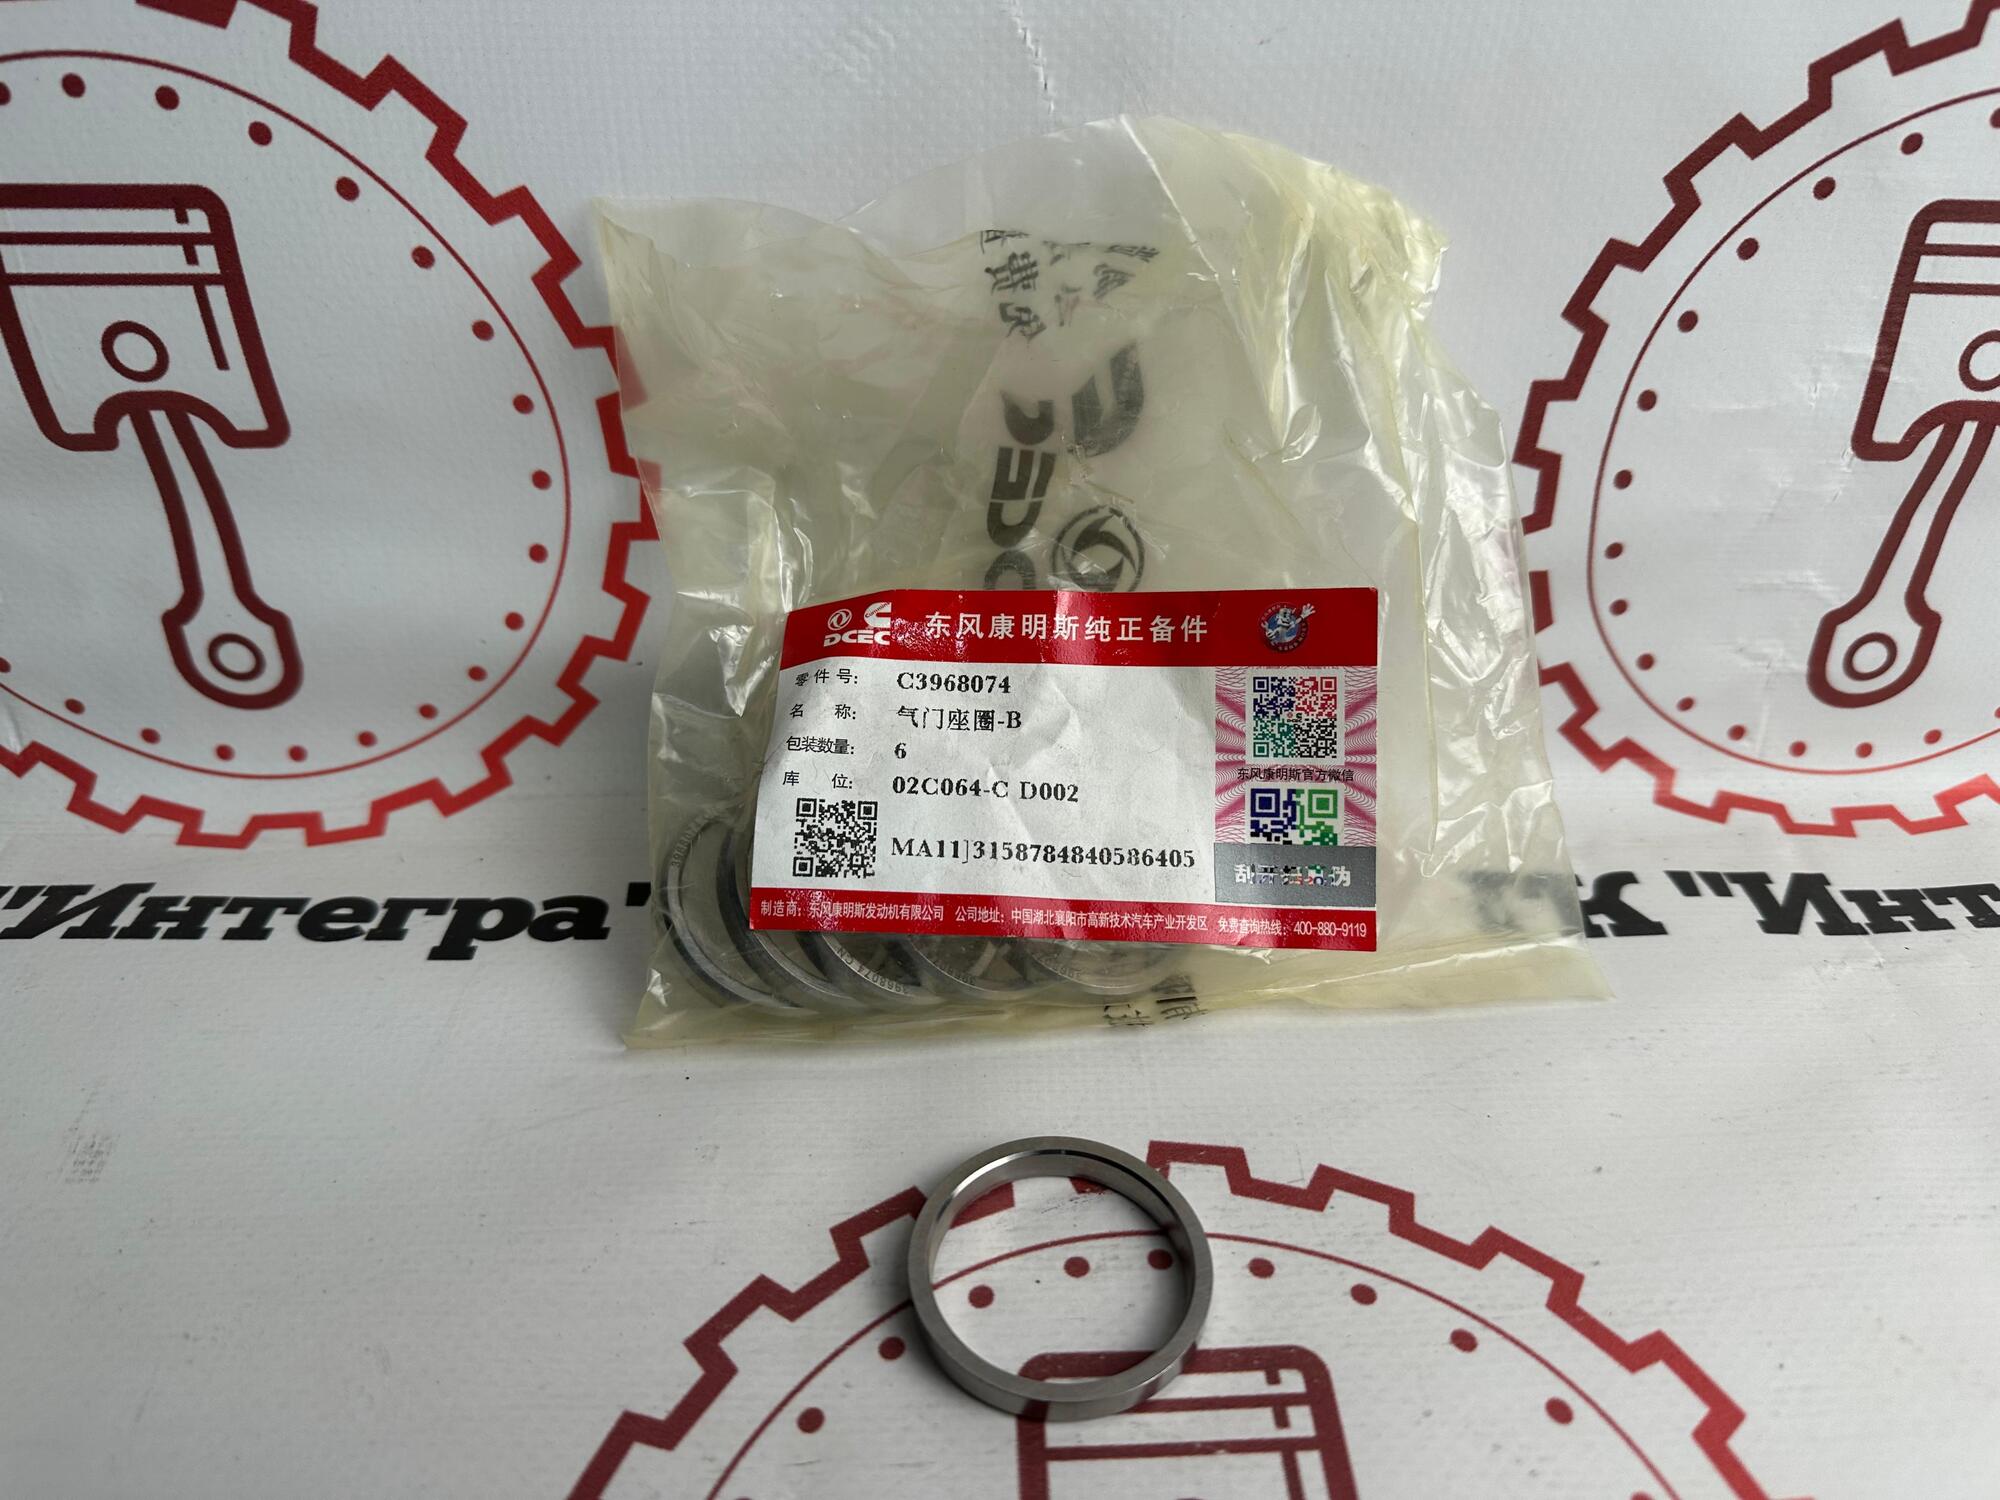 DCEC
DCEC
东风康明斯纯正备件
零件号: C3968074
名 称: 气门座圈-B
包装数量: 6
库 位: 02C064-C D002
MA11]3158784840586405
东风康明斯官方微信
制造商: 东风康明斯发动机有限公司 公司地址: 中国湖北襄阳市高新技术汽车产业开发区 免费查询热线: 400-880-9119
"Интегра"
"Инт
3968074 CN